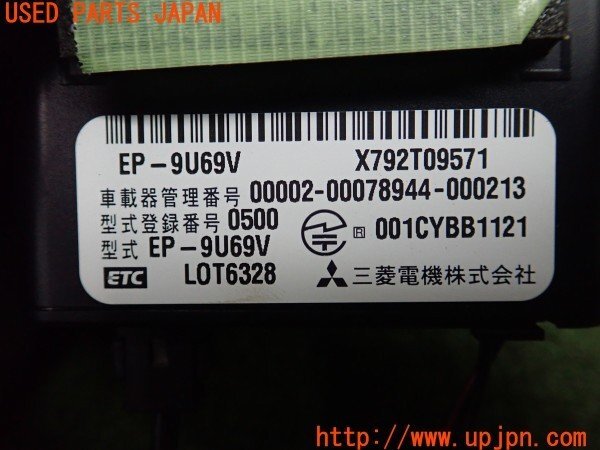 USED PARTS JAPAN
EP-9U69V X792T09571
車載器管理番号 00002-00078944-000213
型式登録番号 0500
R 001CYBB1121
型式 EP-9U69V
ETC LOT6328 三菱電機株式会社
http://www.upjpn.com/